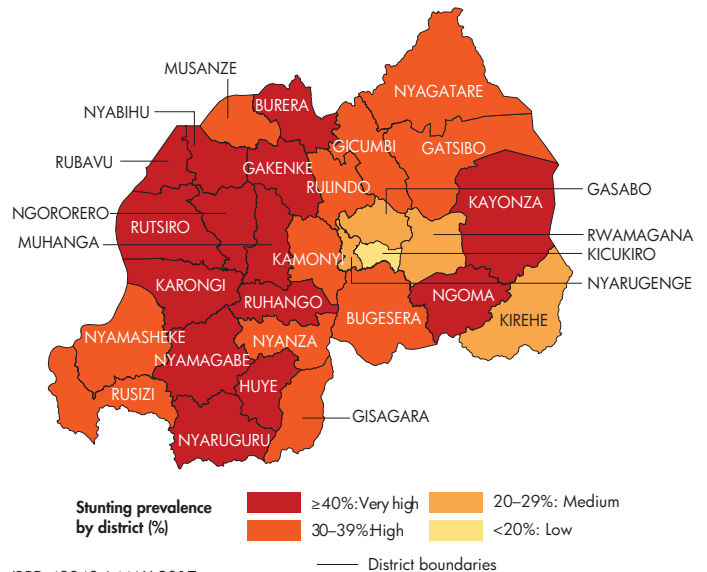 MUSANZE
NYAGATARE
BURERA
NYABIHU
GICUMBI
GATSIBO
RUBAVU
GAKENKE
RULINDO
GASABO
KAYONZA
NGORORERO
RUTSIRO
RWAMAGANA
MUHANGA
KAMONYI
KICUKIRO
KARONGI
NYARUGENGE
RUHANGO
NGOMA
BUGESERA
KIREHE
NYAMASHEKE
NYANZA
NYAMAGABE
RUSIZI
HUYE
GISAGARA
NYARUGURU
Stunting prevalence
by district (%)
≥40%: Very high
20–29%: Medium
30–39%:High
<20%: Low
District boundaries